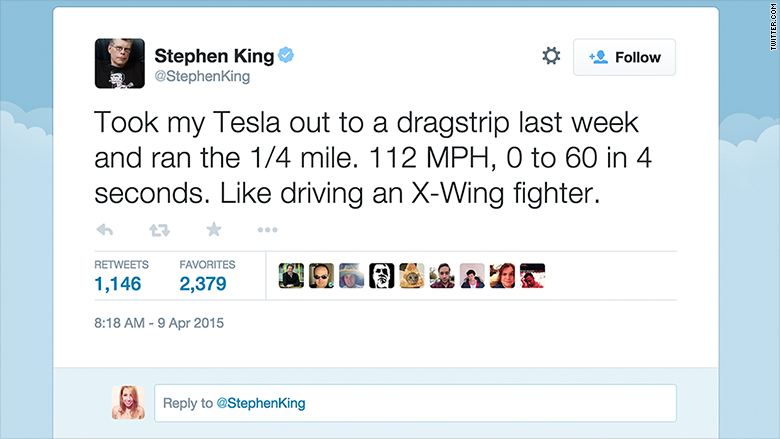 TWITTER.COM
Stephen King
@StephenKing
Follow
Took my Tesla out to a dragstrip last week
and ran the 1/4 mile. 112 MPH, 0 to 60 in 4
seconds. Like driving an X-Wing fighter.
RETWEETS FAVORITES
1,146 2,379
8:18 AM - 9 Apr 2015
Reply to @StephenKing